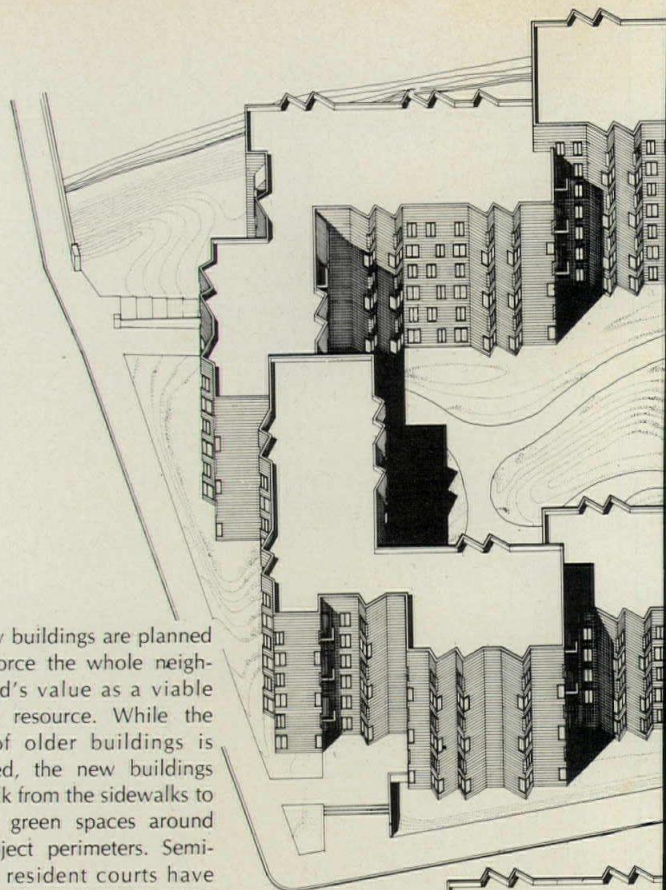 y buildings are planned
orce the whole neigh-
d's value as a viable
resource. While the
of older buildings is
ed, the new buildings
k from the sidewalks to
green spaces around
ject perimeters. Semi-
resident courts have